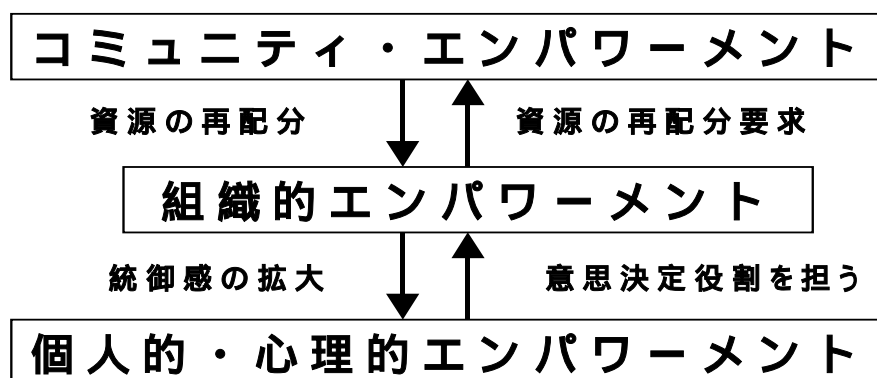 コミュニティ・エンパワーメント
資源の再配分
資源の再配分要求
組織的エンパワーメント
統御感の拡大
意思決定役割を担う
個人的・心理的エンパワーメント